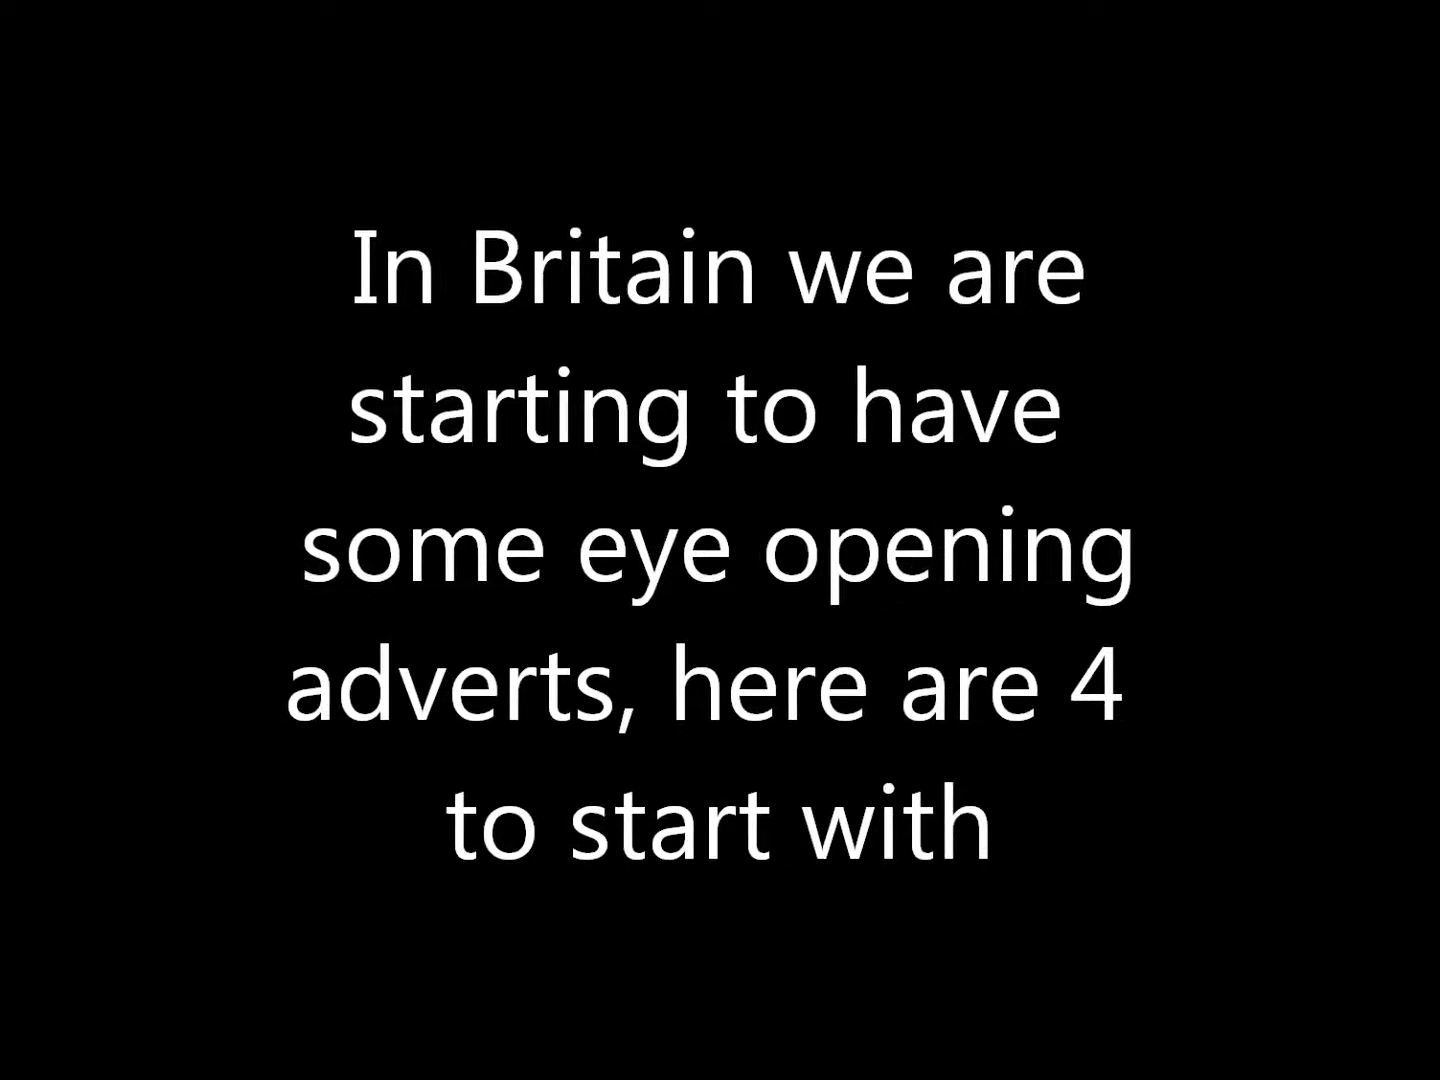 In Britain we are
starting to have
some eye opening
adverts, here are 4
to start with